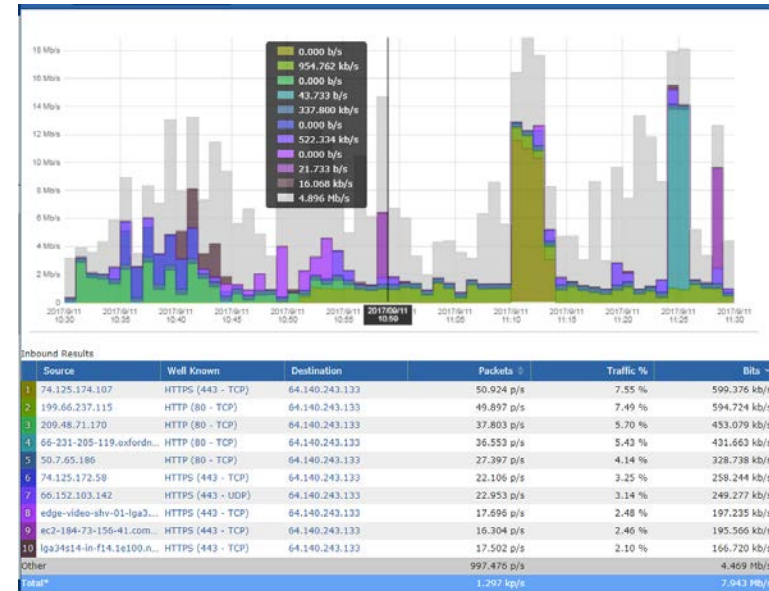 18 Mb/s
16 Mb/s
14 Mb/s
12 Mb/s
10 Mb/s
8 Mb/s
6 Mb/s
4 Mb/s
2 Mb/s
0.000 b/s
954.762 kb/s
0.000 b/s
43.733 b/s
337.800 kb/s
0.000 b/s
522.334 kb/s
0.000 b/s
21.733 b/s
16.068 kb/s
4.896 Mb/s
2017/9/11 2017/9/11 2017/9/11 2017/9/11 2017/9/11 2017/9/11 2017/09/11 2017/9/11 2017/9/11 2017/9/11 2017/9/11 2017/9/11 2017/9/11
10:30 10:35 10:40 10:45 10:50 10:55 10:59 11:05 11:10 11:15 11:20 11:25 11:30
Inbound Results
Source Well Known Destination Packets Traffic % Bits
1 74.125.174.107 HTTPS (443 - TCP) 64.140.243.133 50.924 p/s 7.55 % 599.376 kb/s
2 199.66.237.115 HTTP (80 - TCP) 64.140.243.133 49.897 p/s 7.49 % 594.724 kb/s
3 209.48.71.170 HTTP (80 - TCP) 64.140.243.133 37.803 p/s 5.70 % 453.079 kb/s
4 66-231-205-119.oxfordn... HTTP (80 - TCP) 64.140.243.133 36.553 p/s 5.43 % 431.663 kb/s
5 50.7.65.186 HTTP (80 - TCP) 64.140.243.133 27.397 p/s 4.14 % 328.738 kb/s
6 74.125.172.58 HTTPS (443 - TCP) 64.140.243.133 22.106 p/s 3.25 % 258.244 kb/s
7 66.152.103.142 HTTPS (443 - UDP) 64.140.243.133 22.953 p/s 3.14 % 249.277 kb/s
8 edge-video-shv-01-lga3.... HTTPS (443 - TCP) 64.140.243.133 17.696 p/s 2.48 % 197.235 kb/s
9 ec2-184-73-156-41.com... HTTPS (443 - TCP) 64.140.243.133 16.304 p/s 2.46 % 195.566 kb/s
10 lga34s14-in-f14.1e100.n... HTTPS (443 - TCP) 64.140.243.133 17.502 p/s 2.10 % 166.720 kb/s
Other 997.476 p/s 4.469 Mb/s
Total* 1.297 kp/s 7.943 Mb/s